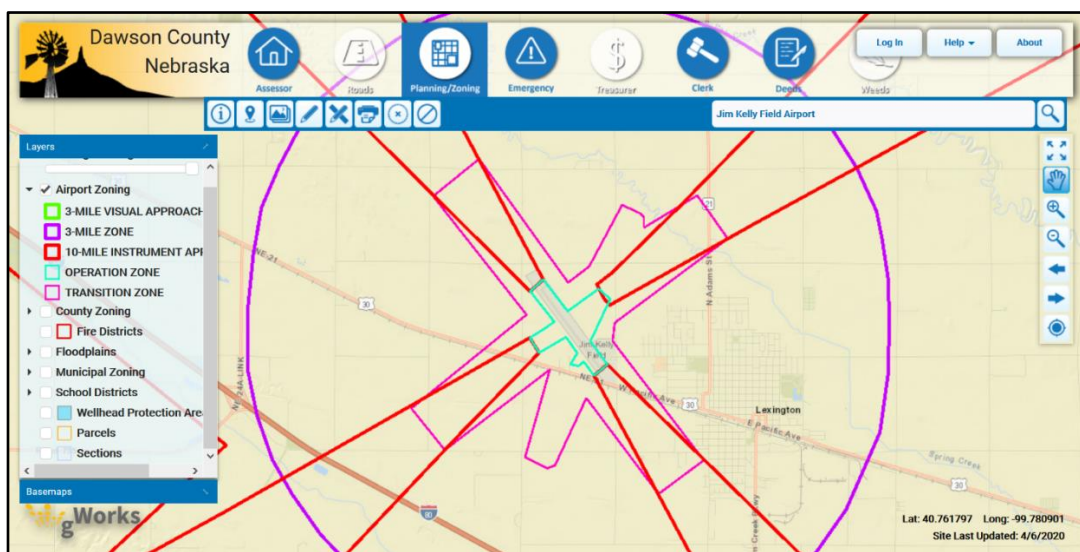 Dawson County
Nebraska
Assessor
Roads
Planning/Zoning
Emergency
Treasurer
Clerk
Deeds
Weeds
Log In
Help
About
Jim Kelly Field Airport
Layers
Airport Zoning
3-MILE VISUAL APPROACH
3-MILE ZONE
10-MILE INSTRUMENT APP
OPERATION ZONE
TRANSITION ZONE
County Zoning
Fire Districts
Floodplains
Municipal Zoning
School Districts
Wellhead Protection Are
Parcels
Sections
Basemaps
gWorks
NE-21
30
21
N Adams St
Jim Kelly
Field
NE-21
30
Lexington
E Pacific Ave
Spring Creek
30
80
Lat: 40.761797 Long: -99.780901
Site Last Updated: 4/6/2020